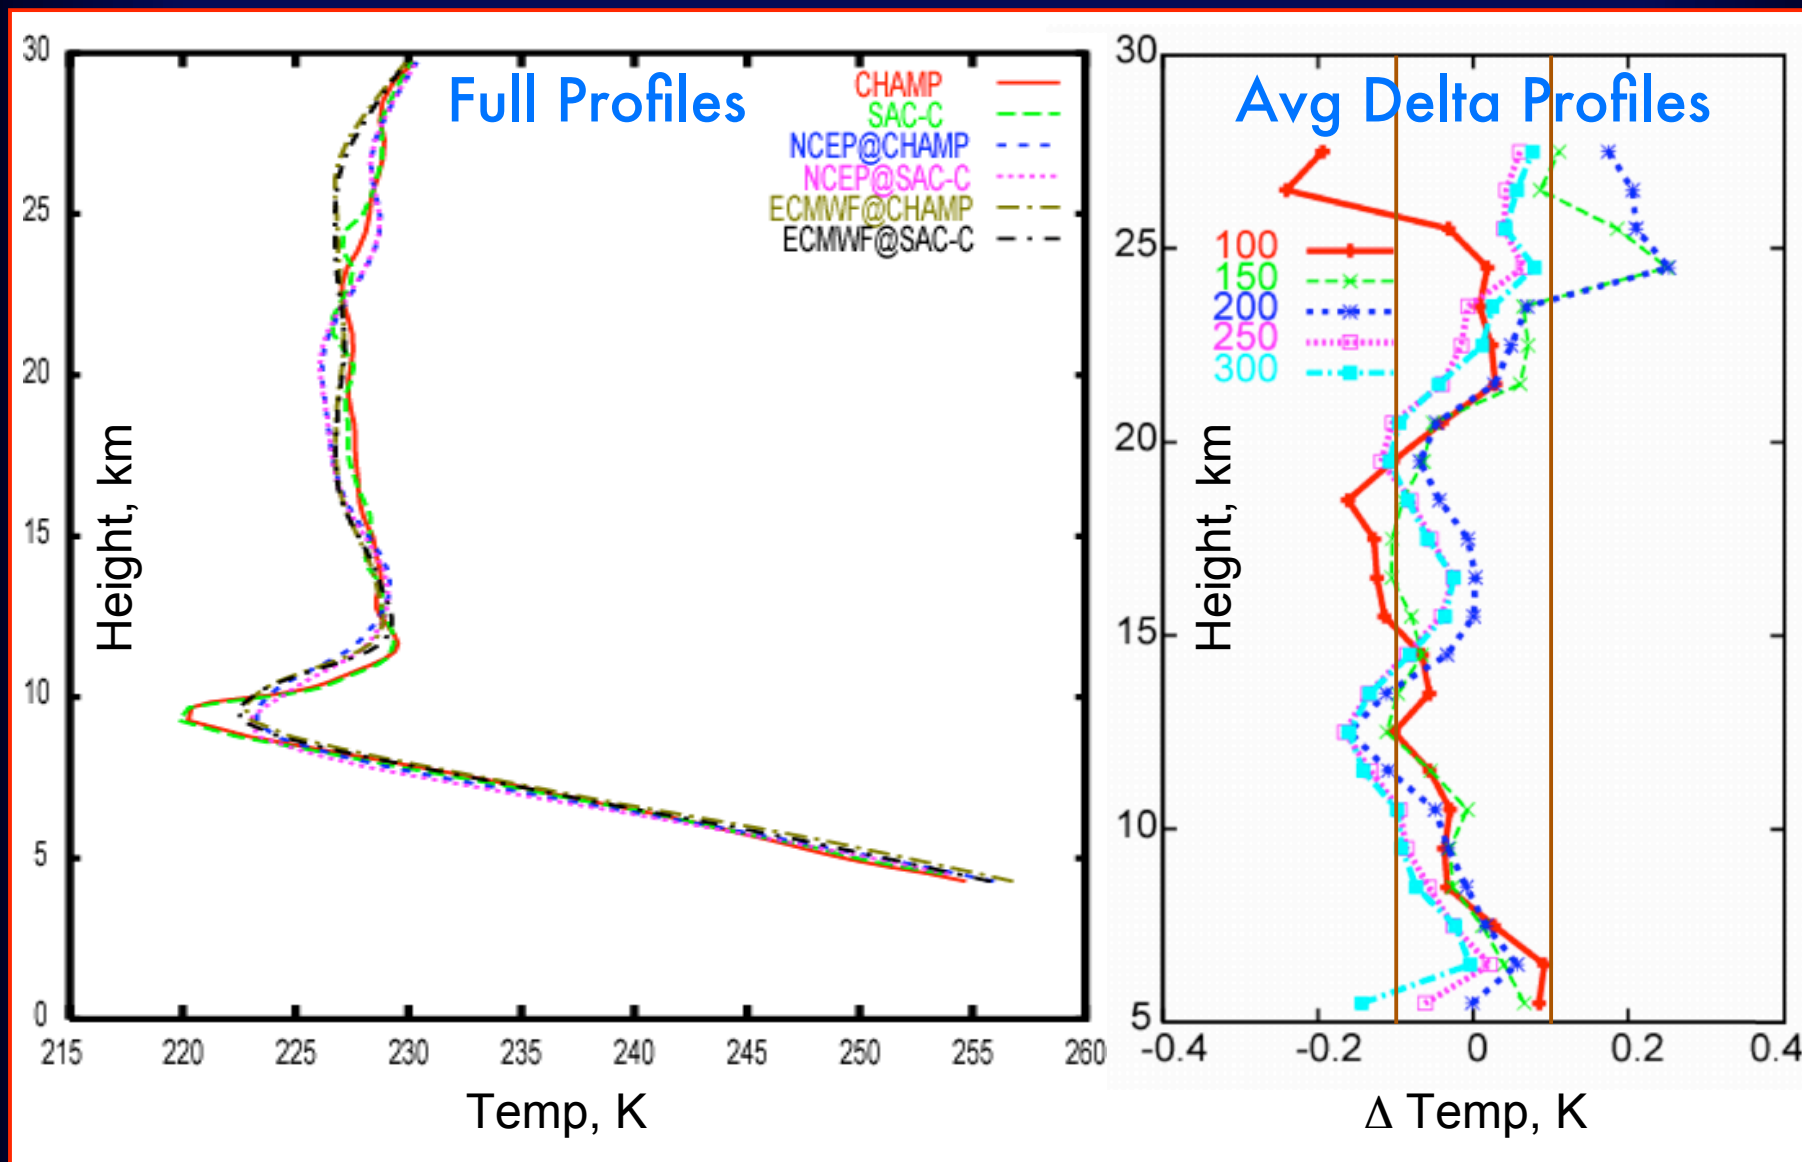 Full Profiles
CHAMP
SAC-C
NCEP@CHAMP
NCEP@SAC-C
ECMWF@CHAMP
ECMWF@SAC-C
30
25
20
15
10
5
0
Height, km
215 220 225 230 235 240 245 250 255 260
Temp, K
Avg Delta Profiles
100
150
200
250
300
30
25
20
15
10
5
Height, km
-0.4 -0.2 0 0.2 0.4
Δ Temp, K